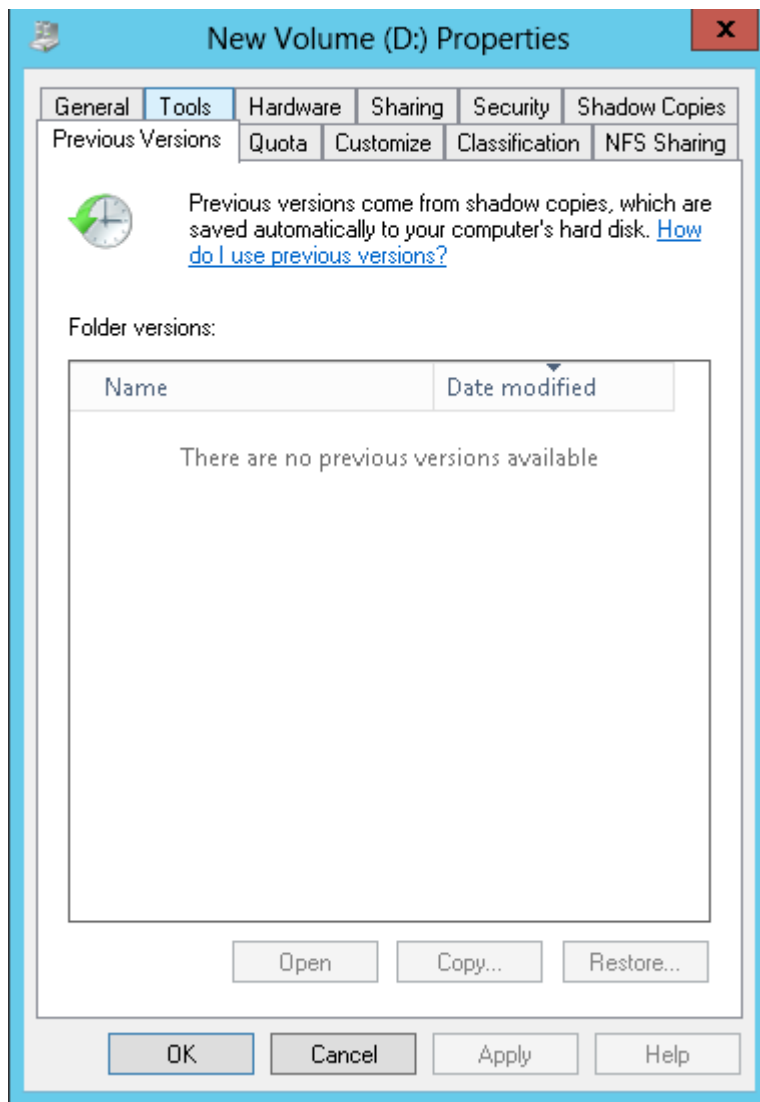 New Volume (D:) Properties
x
General Tools Hardware Sharing Security Shadow Copies
Previous Versions Quota Customize Classification NFS Sharing
Previous versions come from shadow copies, which are
saved automatically to your computer's hard disk. How
do I use previous versions?
Folder versions:
Name Date modified
There are no previous versions available
Open Copy... Restore...
OK Cancel Apply Help